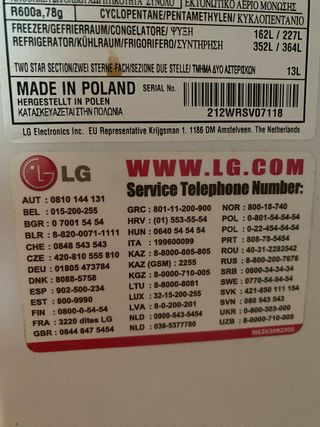 R600a,78g
CYCLOPENTANE/PENTAMETHYLEN/ΚΥΚΛΟΠΕΝΤΑΝΙΟ
FREEZER/GEFRIERRAUM/CONGELATORE/ ΨΥΞΗ 162L / 227L
REFRIGERATOR/KÜHLRAUM/FRIGORIFERO/ΣΥΝΤΗΡΗΣΗ 352L / 364L
TWO STAR SECTION/ZWEI STERNE-FACH/SEZIONE DUE STELLE/ ΤΜΗΜΑ ΔΥΟ ΑΣΤΕΡΙΣΚΩΝ 13L
MADE IN POLAND
HERGESTELLT IN POLEN
ΚΑΤΑΣΚΕΥΑΖΕΤΑΙ ΣΤΗΝ ΠΟΛΩΝΙΑ
SERIAL No.
212WRSV07118
LG Electronics Inc. EU Representative Krijgsman 1. 1186 DM Amstelveen. The Netherlands
LG
WWW.LG.COM
Service Telephone Number:
AUT : 0810 144 131
BEL : 015-200-255
BGR : 0 7001 54 54
BLR : 8-820-0071-1111
CHE : 0848 543 543
CZE : 420-810 555 810
DEU : 01805 473784
DNK : 8088-5758
ESP : 902-500-234
EST : 800-9990
FIN : 0800-0-54-54
FRA : 3220 dites LG
GBR : 0844 847 5454
GRC : 801-11-200-900
HRV : (01) 553-55-54
HUN : 0640 54 54 54
ITA : 199600099
KAZ : 8-8000-805-805
KAZ (GSM) : 2255
KGZ : 8-0000-710-005
LTU : 8-8000-8081
LUX : 32-15-200-255
LVA : 8-0-200-201
NLD : 0900-543-5454
NLD : 036-5377780
NOR : 800-18-740
POL : 0-801-54-54-54
POL : 0-22-454-54-54
PRT : 808-78-5454
ROU : 4021-2313542
RUS : 8-800-200-7676
SRB : 0800-34-34-34
SWE : 0770-54-54-54
SVK : 421-850 111 154
SVN : 080 543 543
UKR : 0-800-303-000
UZB : 8-0000-710-005
MEZ63092305